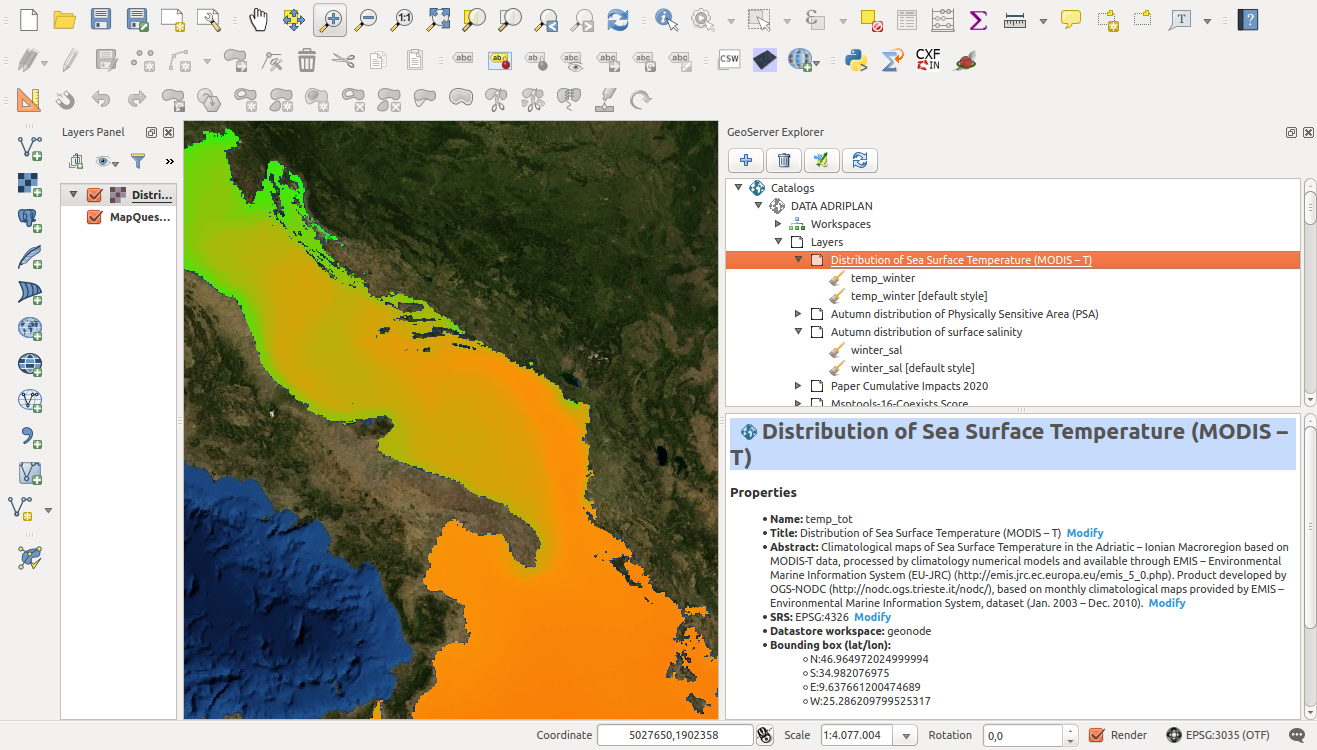 1:1
T
?
abc
ab
ab
abc
abc
abc
abc
CSW
CXF
IN
Layers Panel
»
Distri...
MapQues...
GeoServer Explorer
Catalogs
DATA ADRIPLAN
Workspaces
Layers
Distribution of Sea Surface Temperature (MODIS – T)
temp_winter
temp_winter [default style]
Autumn distribution of Physically Sensitive Area (PSA)
Autumn distribution of surface salinity
winter_sal
winter_sal [default style]
Paper Cumulative Impacts 2020
Msptools-16-Coexists Score
Distribution of Sea Surface Temperature (MODIS –
T)
Properties
Name: temp_tot
Title: Distribution of Sea Surface Temperature (MODIS – T) Modify
Abstract: Climatological maps of Sea Surface Temperature in the Adriatic – Ionian Macroregion based on
MODIS-T data, processed by climatology numerical models and available through EMIS –
Environmental Marine Information System (EU-JRC) (http://emis.jrc.ec.europa.eu/emis_5_0.php). Product developed by
OGS-NODC (http://nodc.ogs.trieste.it/nodc/), based on monthly climatological maps provided by EMIS –
Environmental Marine Information System, dataset (Jan. 2003 – Dec. 2010). Modify
SRS: EPSG:4326 Modify
Datastore workspace: geonode
Bounding box (lat/lon):
N:46.964972024999994
S:34.982076975
E:9.637661200474689
W:25.286209799525317
Coordinate 5027650,1902358 Scale 1:4.077.004 Rotation 0,0 Render EPSG:3035 (OTF)